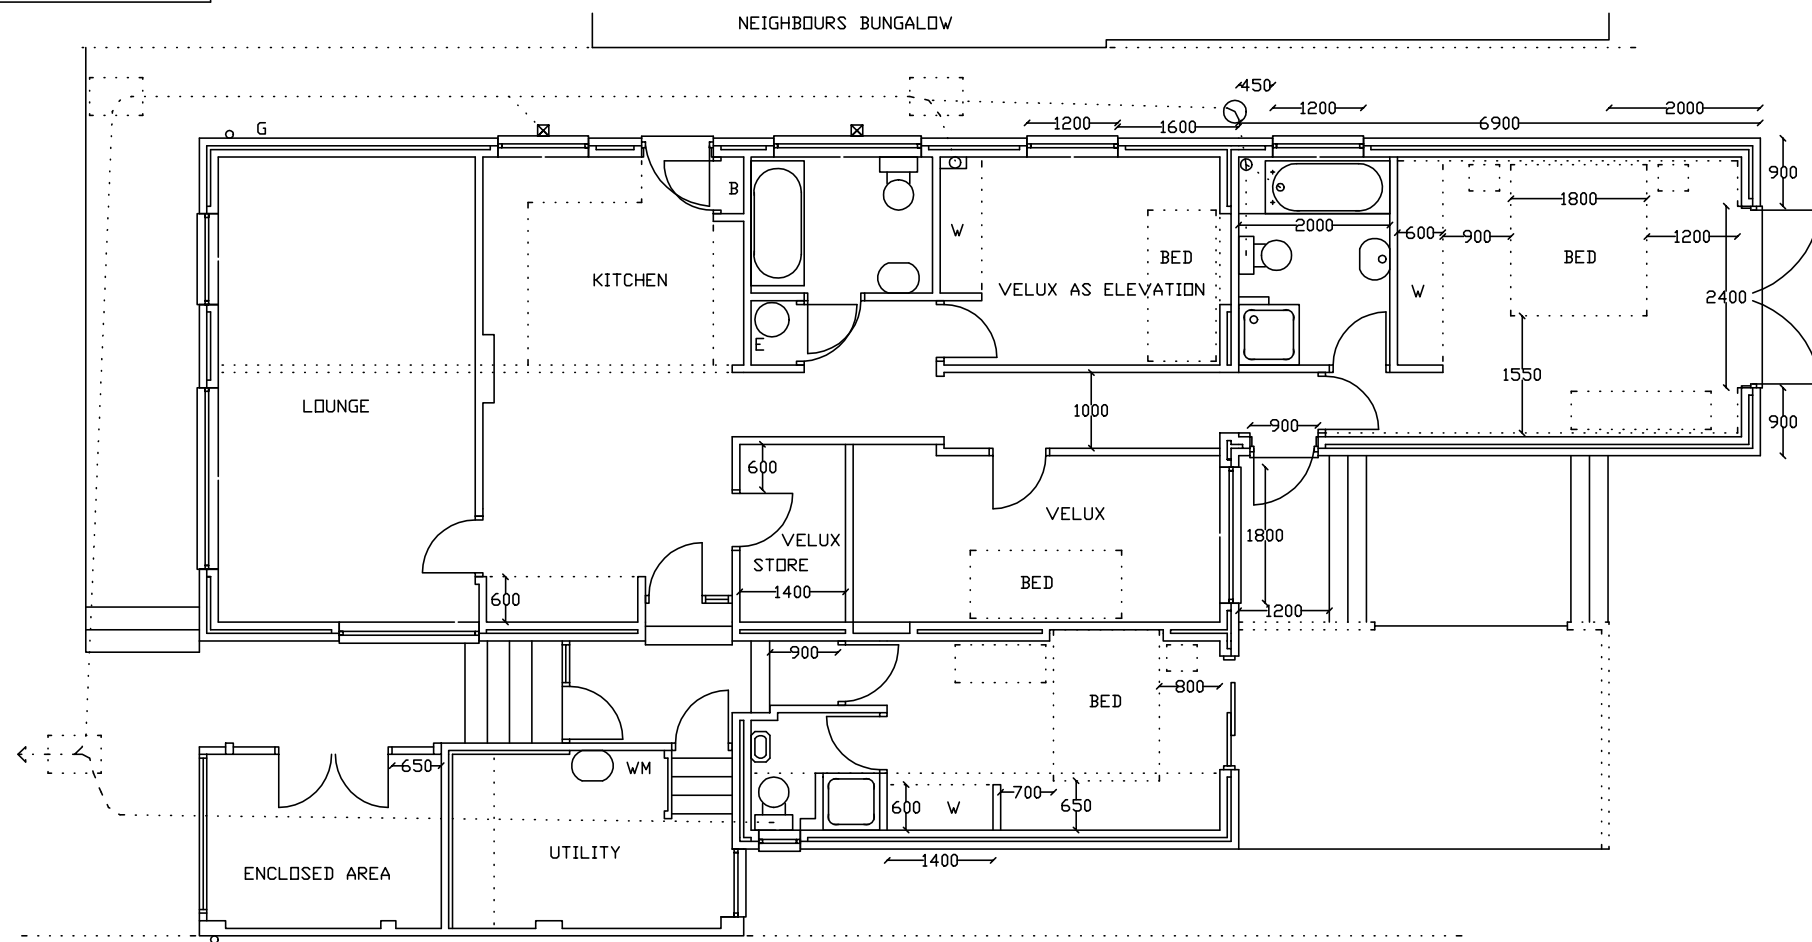 NEIGHBOURS BUNGALOW
450
1200
2000
G
1200
1600
6900
900
B
1800
W
2000
600
900
1200
BED
BED
KITCHEN
VELUX AS ELEVATION
W
2400
E
1550
LOUNGE
1000
900
900
600
VELUX
1800
VELUX
STORE
BED
1400
600
1200
900
BED
800
650
WM
600
W
700
650
UTILITY
1400
ENCLOSED AREA